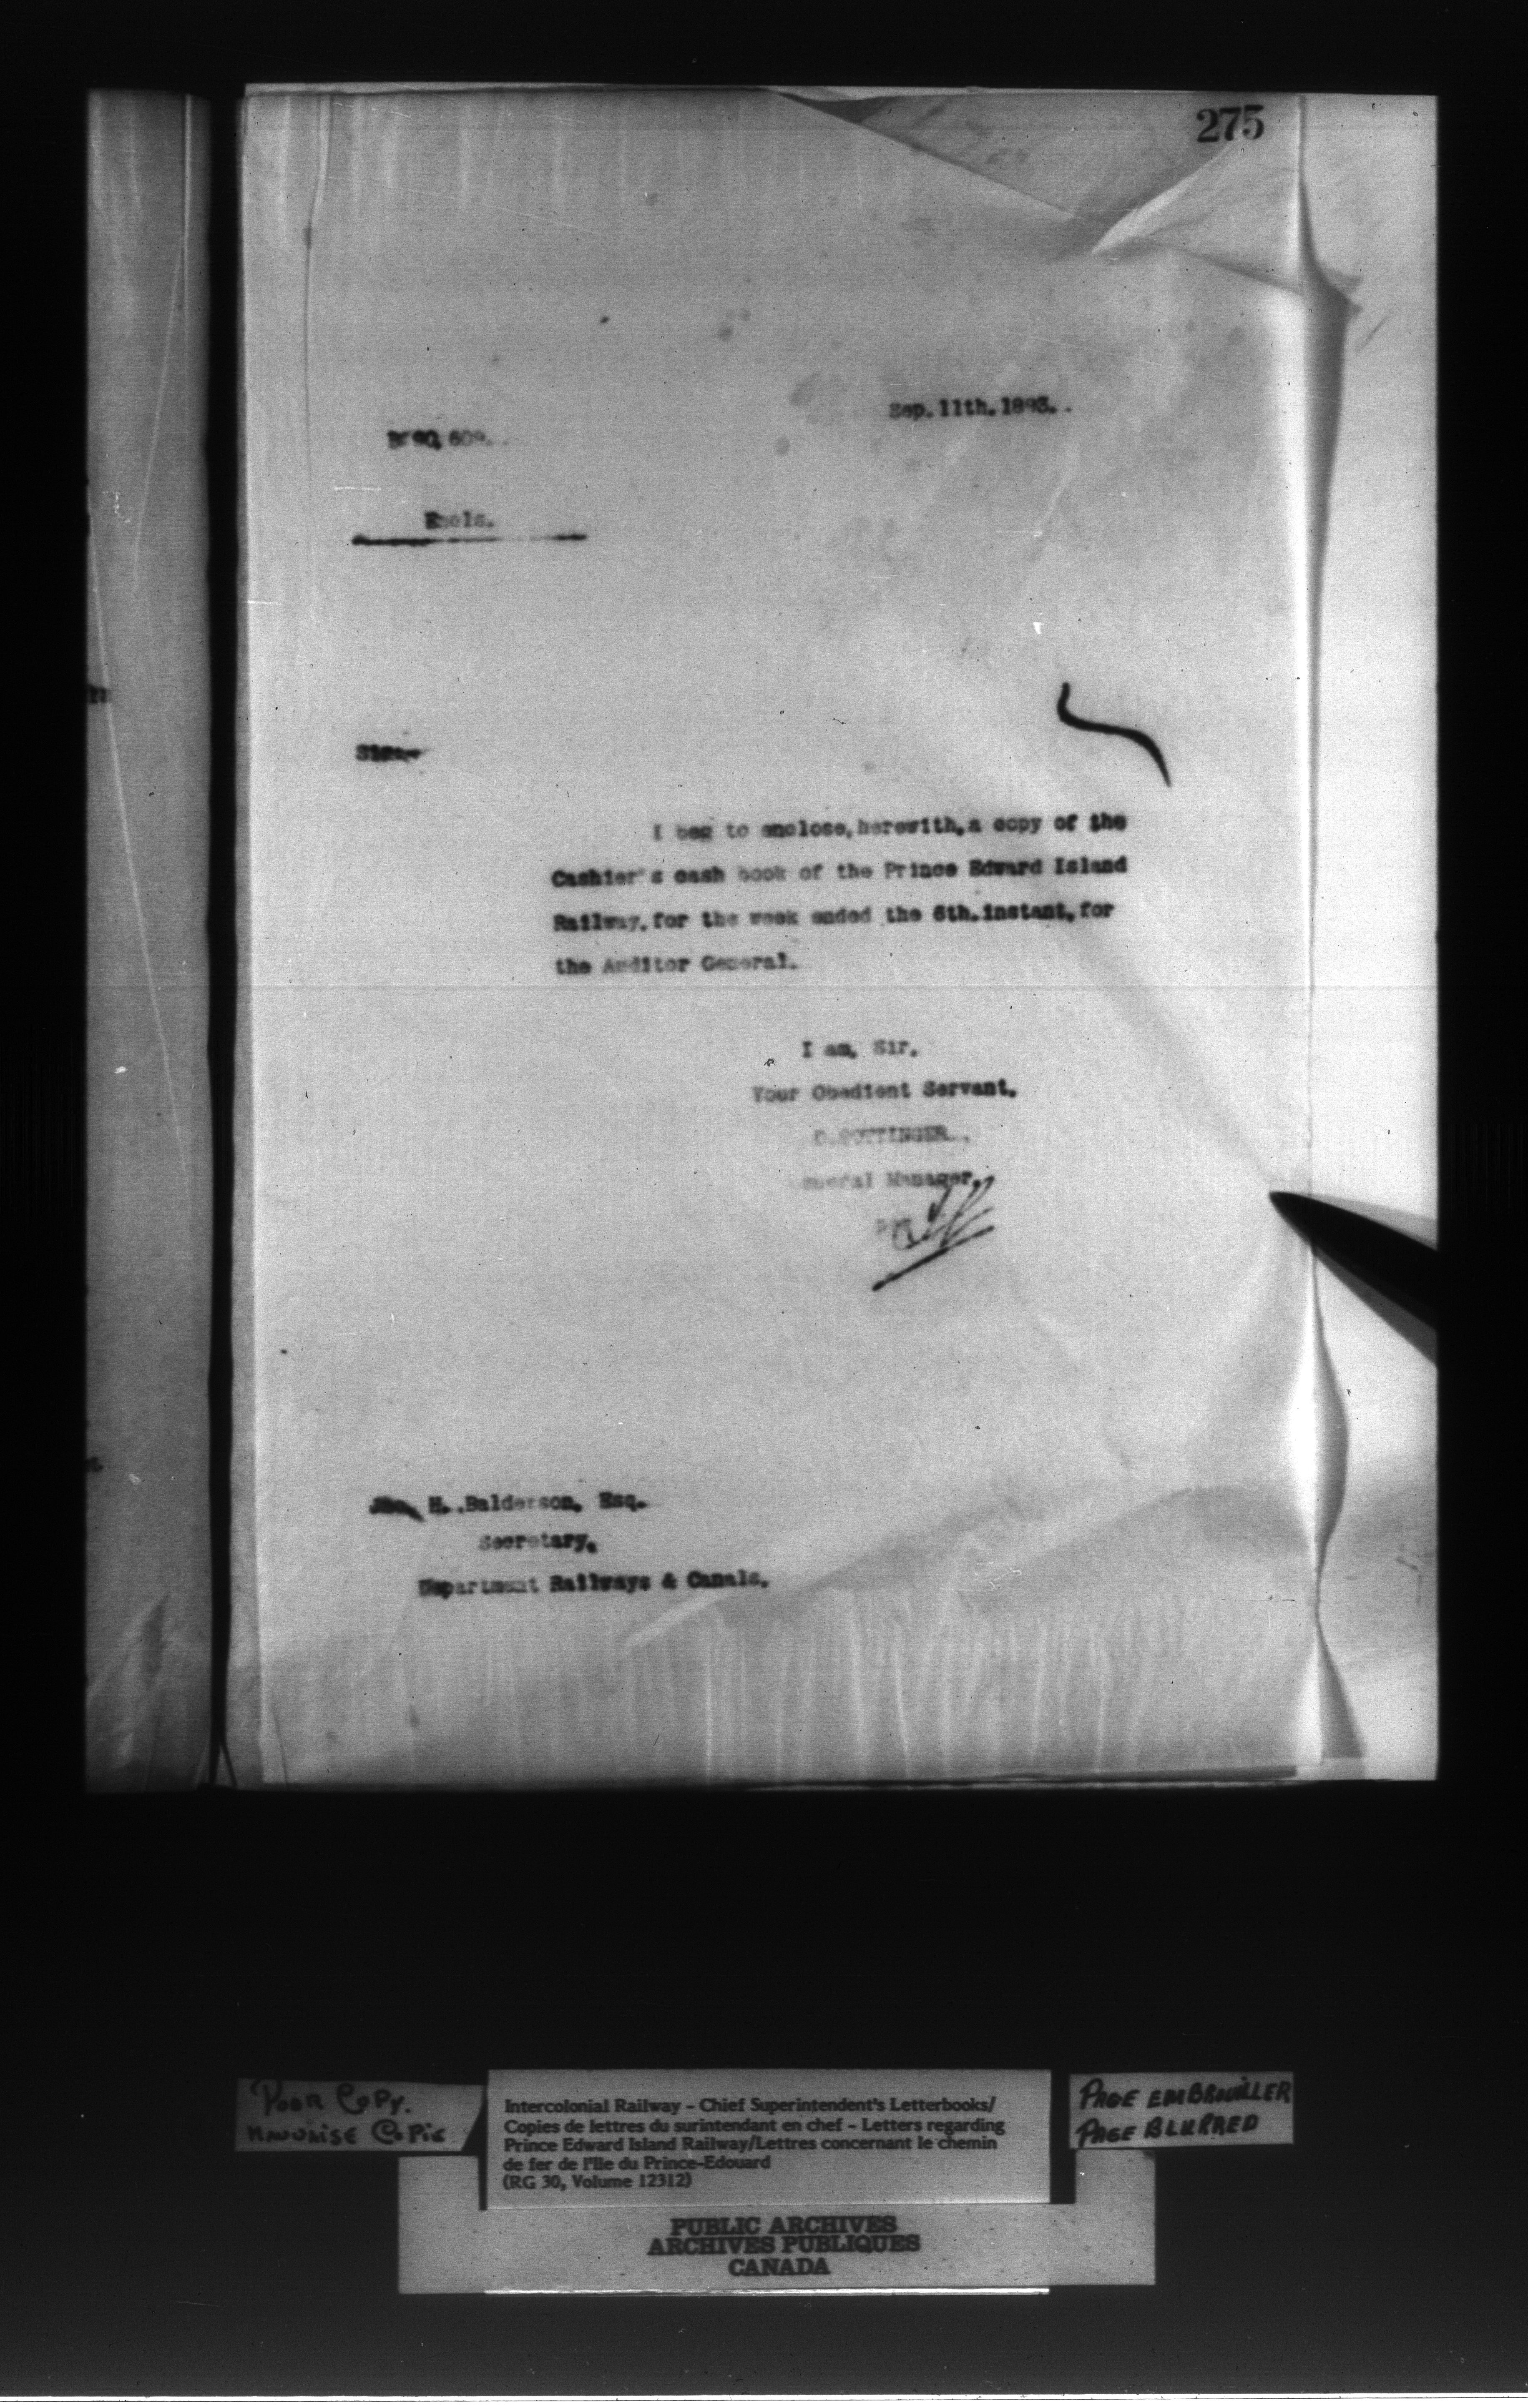 275
Sep. 11th. 1893.
Encls.
Sir:-
I beg to enclose, herewith, a copy of the
Cashier's cash book of the Prince Edward Island
Railway, for the week ended the 6th. instant, for
the Auditor General.
I am, Sir.
Your Obedient Servant.
D. POTTINGER.
General Manager.
Jno. H. Balderson, Esq.
Secretary.
Department Railways & Canals.
POOR COPY.
MAUVAISE COPIE
Intercolonial Railway – Chief Superintendent's Letterbooks/
Copies de lettres du surintendant en chef – Letters regarding
Prince Edward Island Railway/Lettres concernant le chemin
de fer de l'Ile du Prince-Edouard
(RG 30, Volume 12312)
PAGE EMBROUILLER
PAGE BLURRED
PUBLIC ARCHIVES
ARCHIVES PUBLIQUES
CANADA